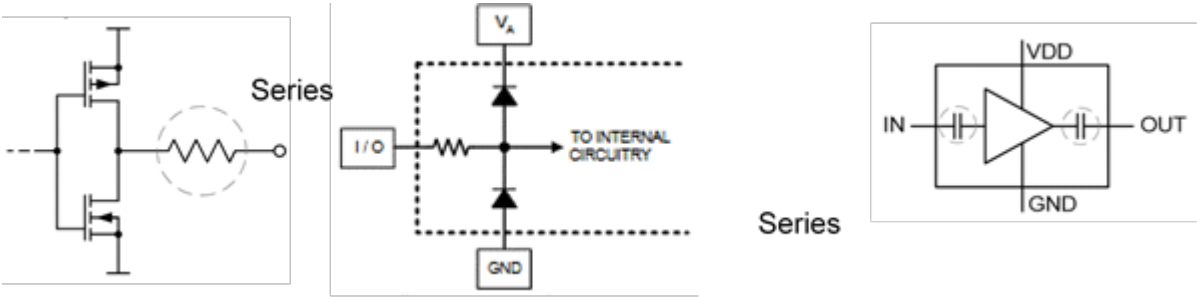 Series
VA
I / O
TO INTERNAL
CIRCUITRY
GND
Series
VDD
IN
OUT
GND